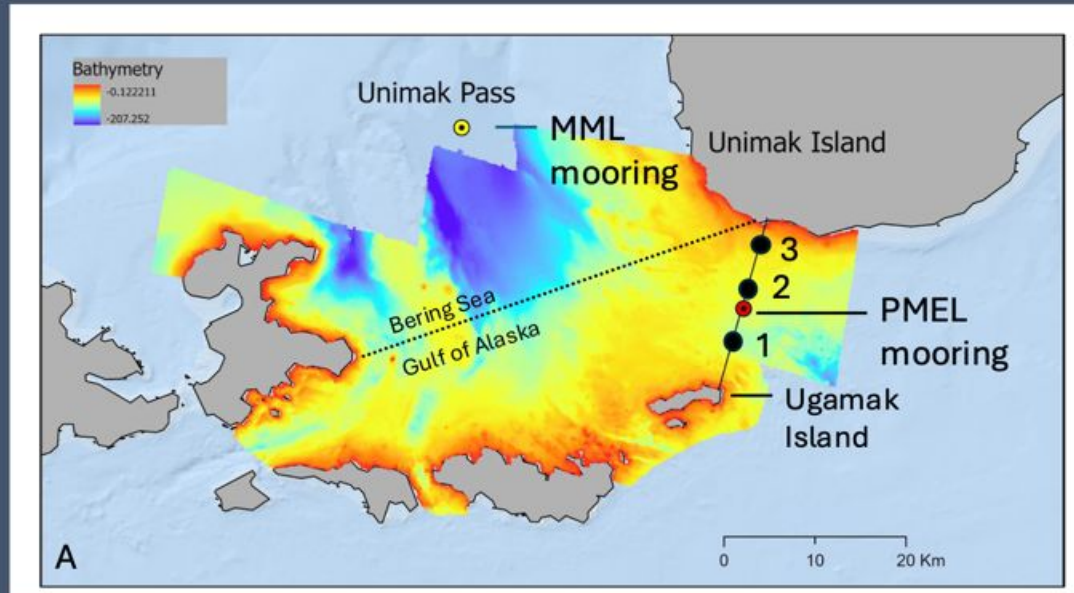 Bathymetry
-0.122211
-207.252
Unimak Pass
MML
mooring
Unimak Island
3
2
Bering Sea
PMEL
mooring
Gulf of Alaska
1
Ugamak
Island
A
0 10 20 Km